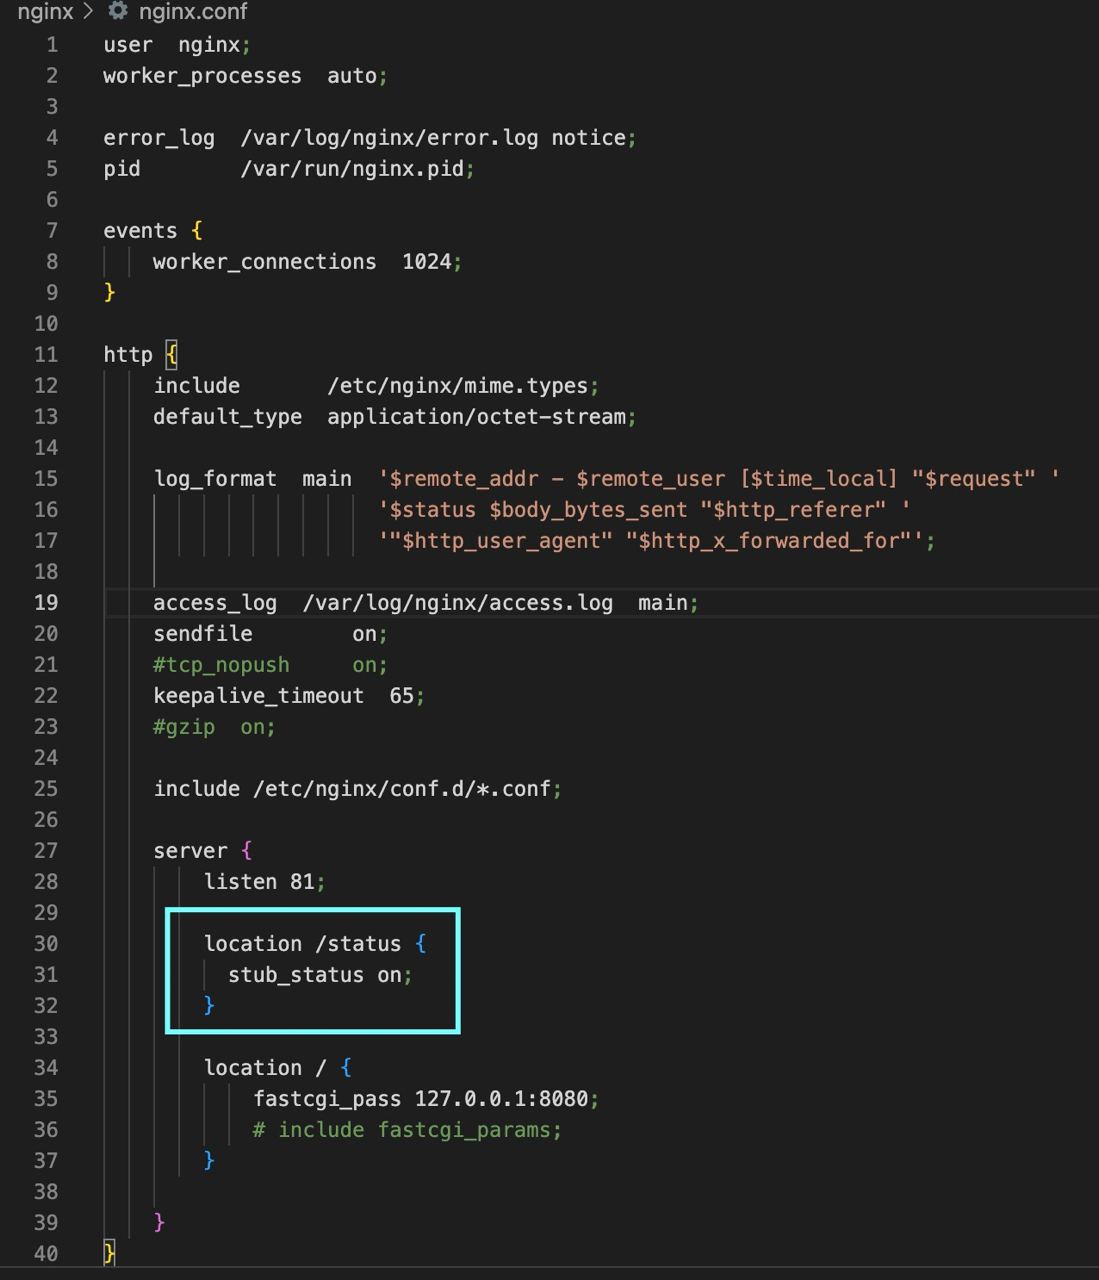 nginx > nginx.conf
1 user  nginx;
2 worker_processes  auto;
3
4 error_log  /var/log/nginx/error.log notice;
5 pid        /var/run/nginx.pid;
6
7 events {
8     worker_connections  1024;
9 }
10
11 http {
12     include       /etc/nginx/mime.types;
13     default_type  application/octet-stream;
14
15     log_format  main  '$remote_addr - $remote_user [$time_local] "$request" '
16                       '$status $body_bytes_sent "$http_referer" '
17                       '"$http_user_agent" "$http_x_forwarded_for"';
18
19     access_log  /var/log/nginx/access.log  main;
20     sendfile        on;
21     #tcp_nopush     on;
22     keepalive_timeout  65;
23     #gzip  on;
24
25     include /etc/nginx/conf.d/*.conf;
26
27     server {
28         listen 81;
29
30         location /status {
31           stub_status on;
32         }
33
34         location / {
35             fastcgi_pass 127.0.0.1:8080;
36             # include fastcgi_params;
37         }
38
39     }
40 }